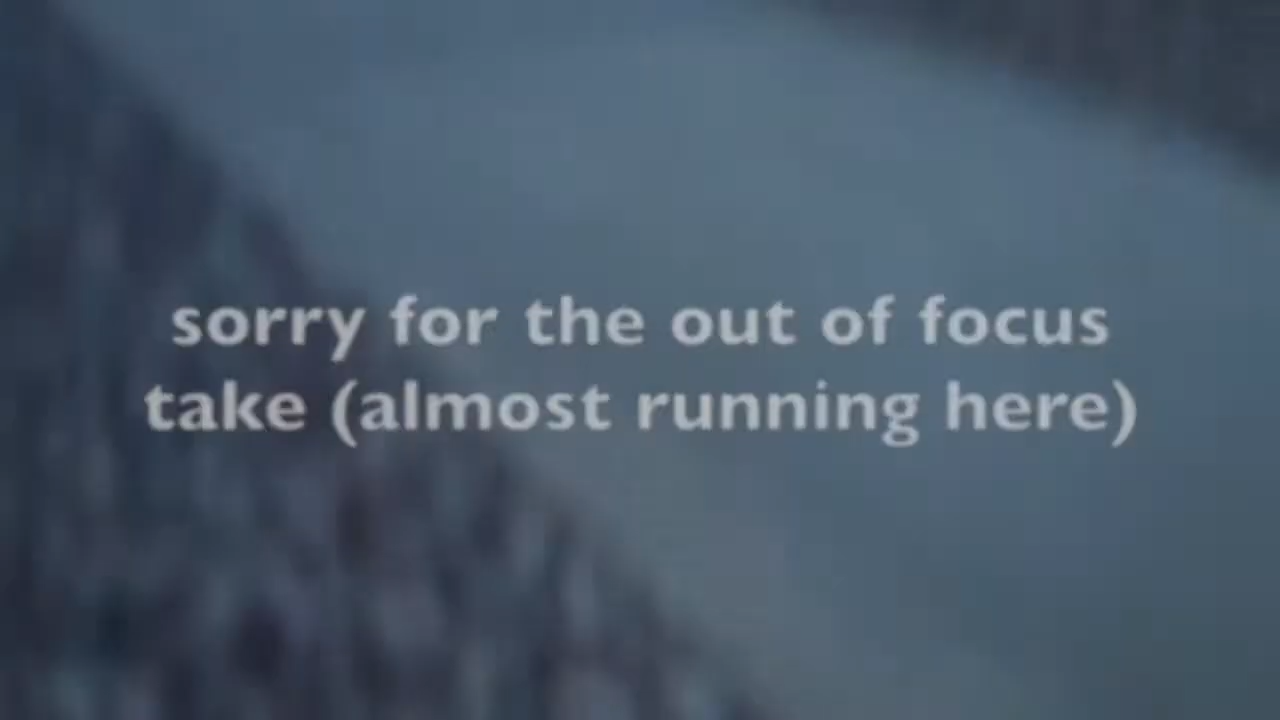 sorry for the out of focus
take (almost running here)